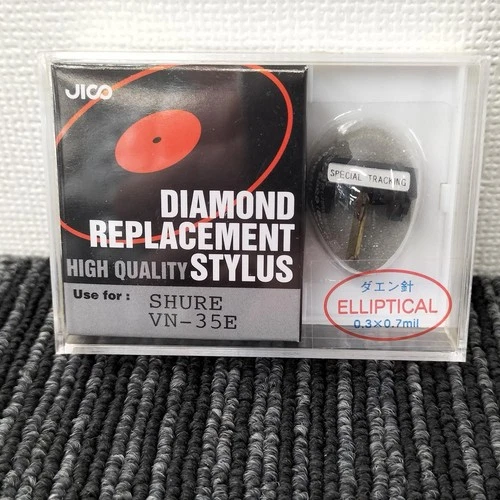 JICO
DIAMOND
REPLACEMENT
HIGH QUALITY STYLUS
Use for : SHURE
VN-35E
SPECIAL TRACKING
ダエン針
ELLIPTICAL
0.3×0.7mil